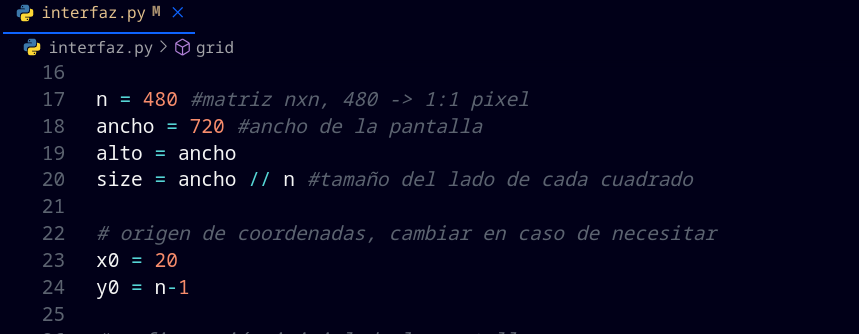 interfaz.py M
interfaz.py > grid
16
17 n = 480 #matriz nxn, 480 -> 1:1 pixel
18 ancho = 720 #ancho de la pantalla
19 alto = ancho
20 size = ancho // n #tamaño del lado de cada cuadrado
21
22 # origen de coordenadas, cambiar en caso de necesitar
23 x0 = 20
24 y0 = n-1
25